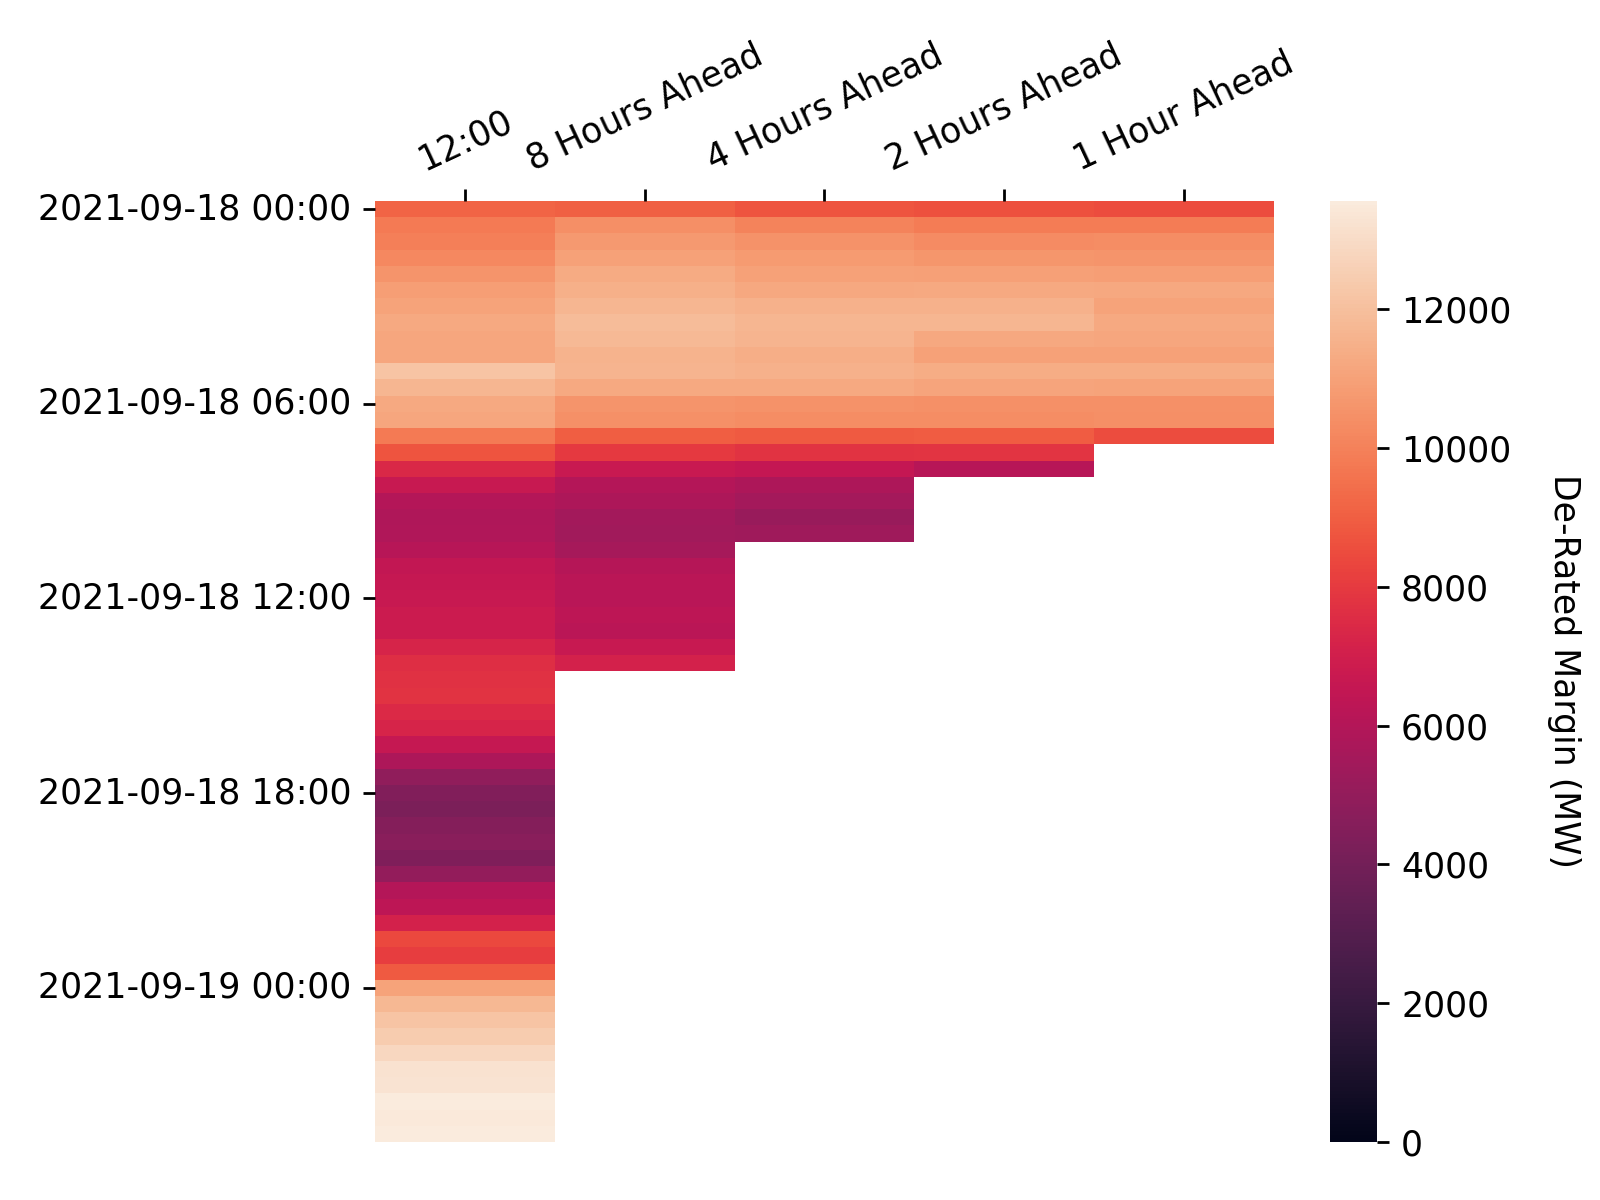 12:00
8 Hours Ahead
4 Hours Ahead
2 Hours Ahead
1 Hour Ahead
2021-09-18 00:00
2021-09-18 06:00
2021-09-18 12:00
2021-09-18 18:00
2021-09-19 00:00
12000
10000
8000
6000
4000
2000
0
De-Rated Margin (MW)